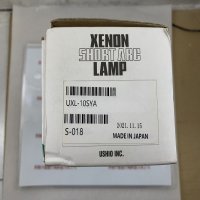 XENON
SHORT ARC
LAMP
UXL-10SYA
S-018
2021.11.15
MADE IN JAPAN
USHIO INC.